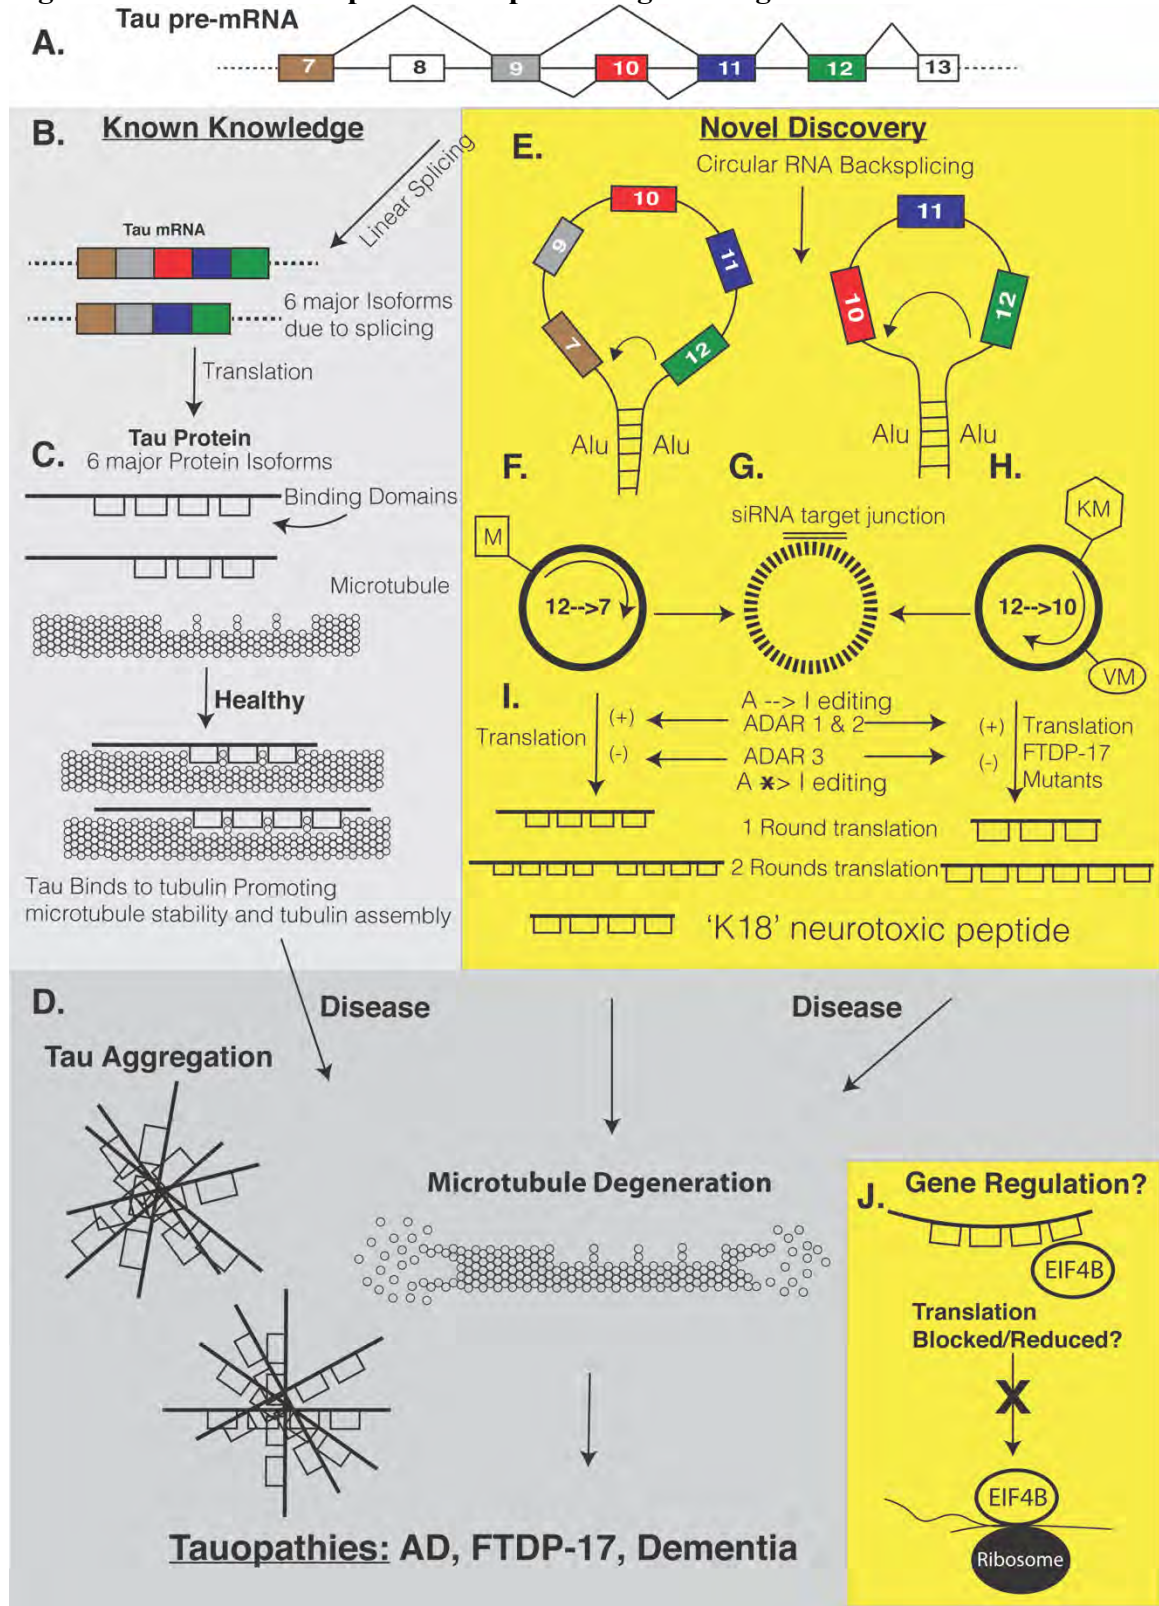 Tau pre-mRNA
A.
7 8 9 10 11 12 13
B. Known Knowledge
Linear Splicing
Tau mRNA
6 major Isoforms
due to splicing
Translation
C.
Tau Protein
6 major Protein Isoforms
Binding Domains
Microtubule
Healthy
Tau Binds to tubulin Promoting
microtubule stability and tubulin assembly
Novel Discovery
E.
Circular RNA Backsplicing
7 9 10 11 12
Alu Alu
10 11 12
Alu Alu
F. G. H.
siRNA target junction
M
12-->7
KM
12-->10
VM
I.
A --> I editing
Translation (+) ADAR 1 & 2 (+) Translation
(-) ADAR 3 (-) FTDP-17
Mutants
A x> I editing
1 Round translation
2 Rounds translation
'K18' neurotoxic peptide
D.
Disease Disease
Tau Aggregation
Microtubule Degeneration
Tauopathies: AD, FTDP-17, Dementia
J. Gene Regulation?
EIF4B
Translation
Blocked/Reduced?
X
EIF4B
Ribosome